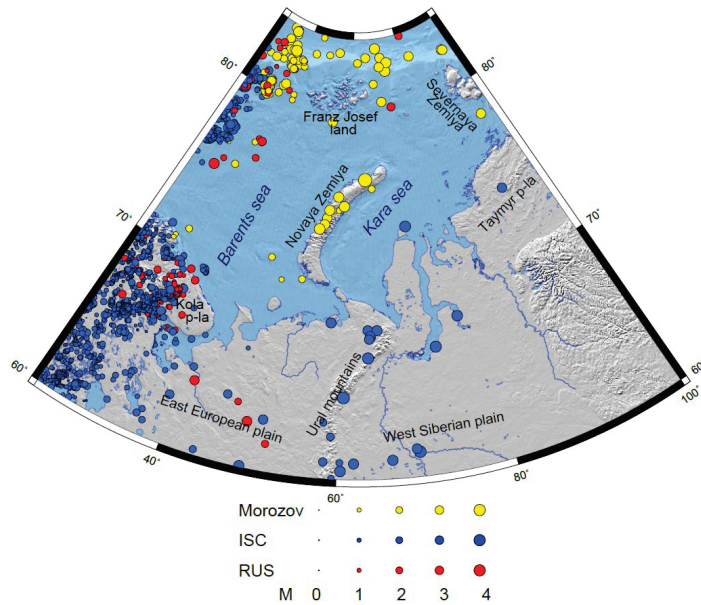 80˚
80˚
Severnaya
Zemlya
Franz Josef
land
Novaya Zemlya
Kara sea
Taymyr p-la
Barents sea
70˚
70˚
Kola
p-la
60˚
60
100˚
East European plain
Ural mountains
West Siberian plain
40˚
60˚
80˚
Morozov
ISC
RUS
M 0 1 2 3 4